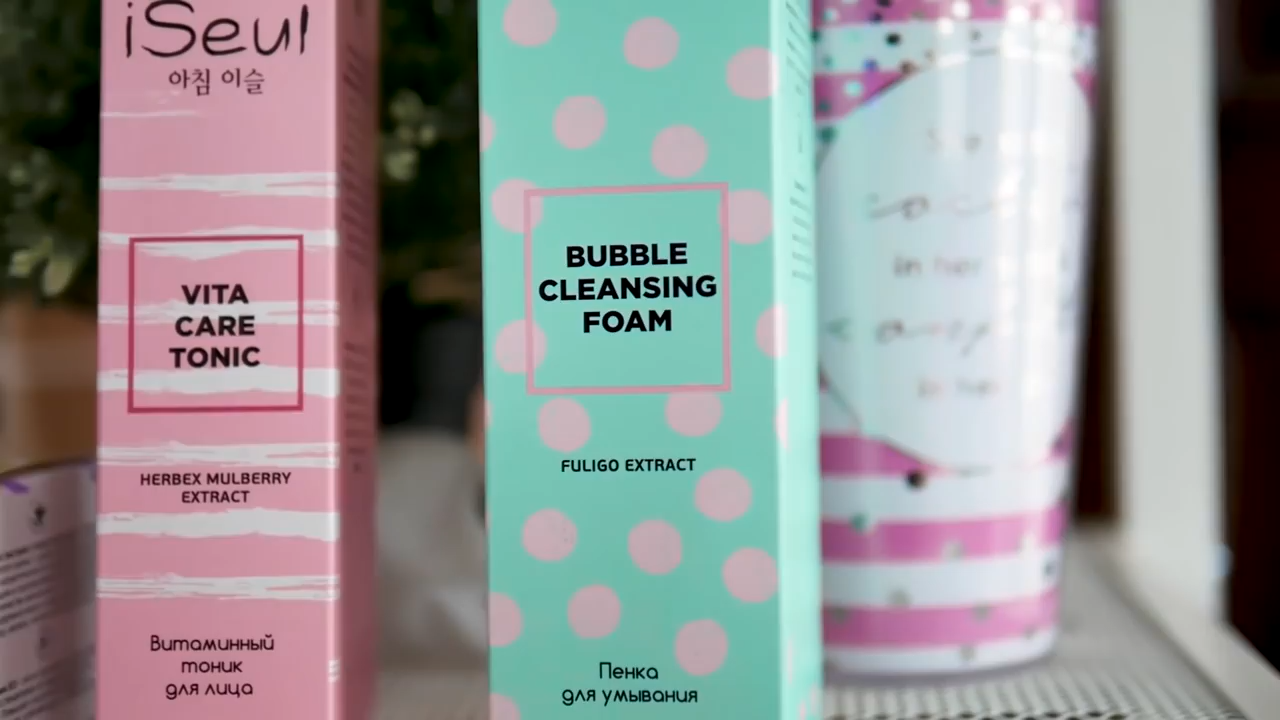 iSeul
아침 이슬
VITA
CARE
TONIC
HERBEX MULBERRY
EXTRACT
Витаминный
тоник
для лица
BUBBLE
CLEANSING
FOAM
FULIGO EXTRACT
Пенка
для умывания
in her